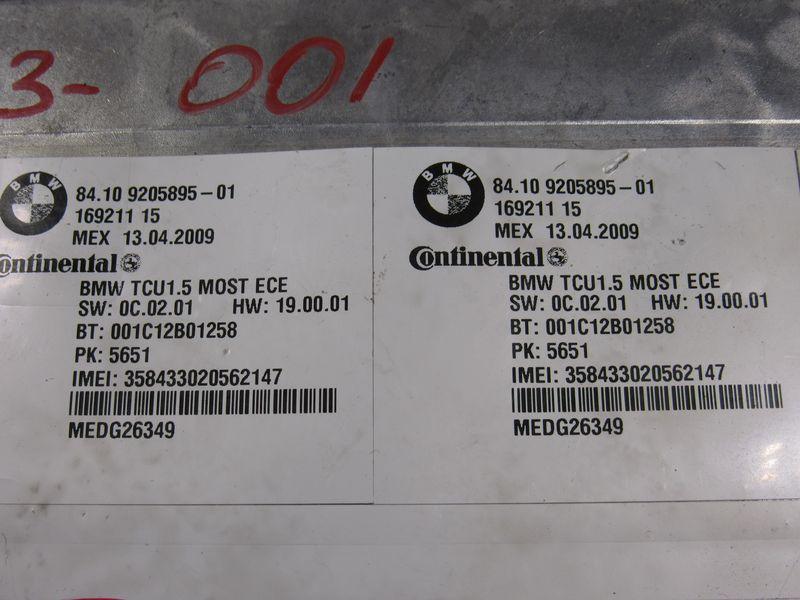 3- 001
BMW
84.10 9205895-01
169211 15
MEX 13.04.2009
Continental
BMW TCU1.5 MOST ECE
SW: 0C.02.01 HW: 19.00.01
BT: 001C12B01258
PK: 5651
IMEI: 358433020562147
MEDG26349
BMW
84.10 9205895-01
169211 15
MEX 13.04.2009
Continental
BMW TCU1.5 MOST ECE
SW: 0C.02.01 HW: 19.00.01
BT: 001C12B01258
PK: 5651
IMEI: 358433020562147
MEDG26349